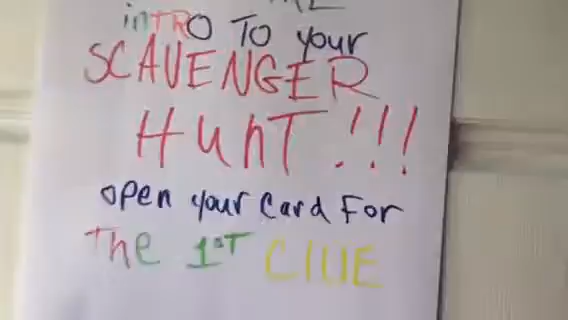 inTRO TO your
SCAVENGER
HUnT!!!
open your card For
The 1ST CLUE